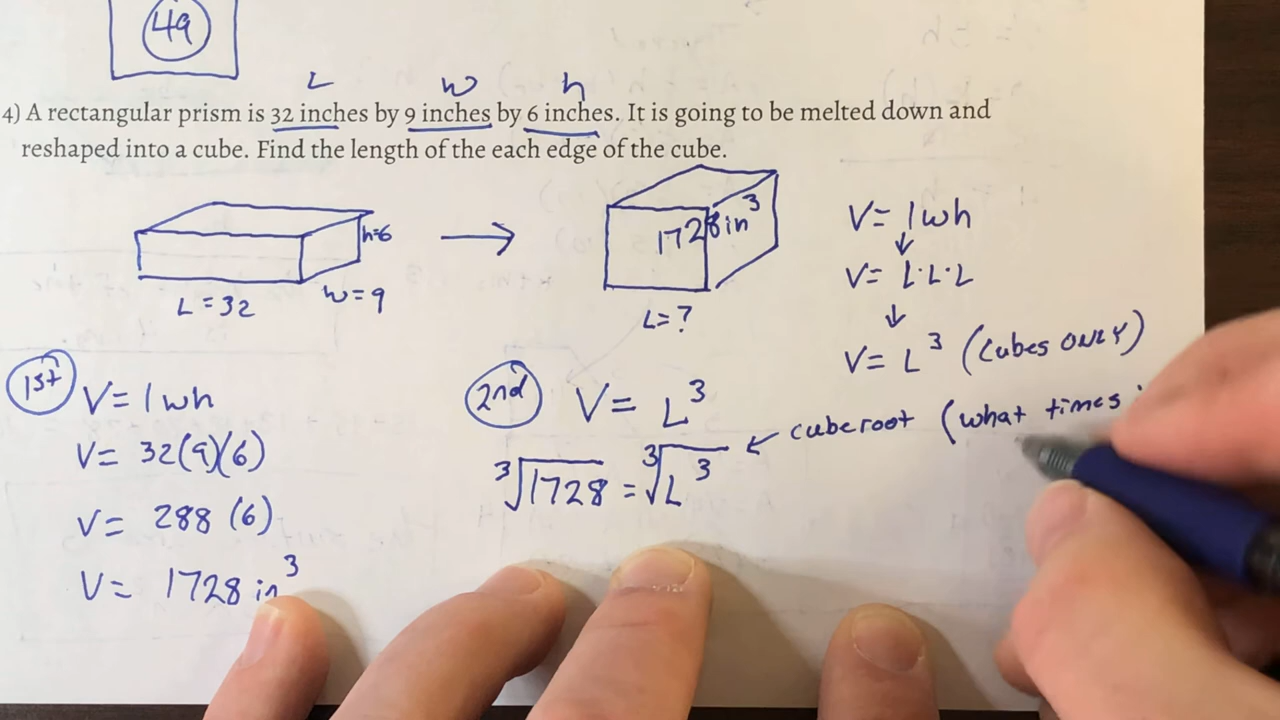 49
L W h
4) A rectangular prism is 32 inches by 9 inches by 6 inches. It is going to be melted down and
reshaped into a cube. Find the length of the each edge of the cube.
h=6
L = 32
w = 9
1728 in³
L = ?
V = lwh
↓
V = L·L·L
↓
V = L³ (cubes ONLY)
1st V = lwh
V = 32(9)(6)
V = 288 (6)
V = 1728 in³
2nd V = L³
∛1728 = ∛L³ ← cube root (what times